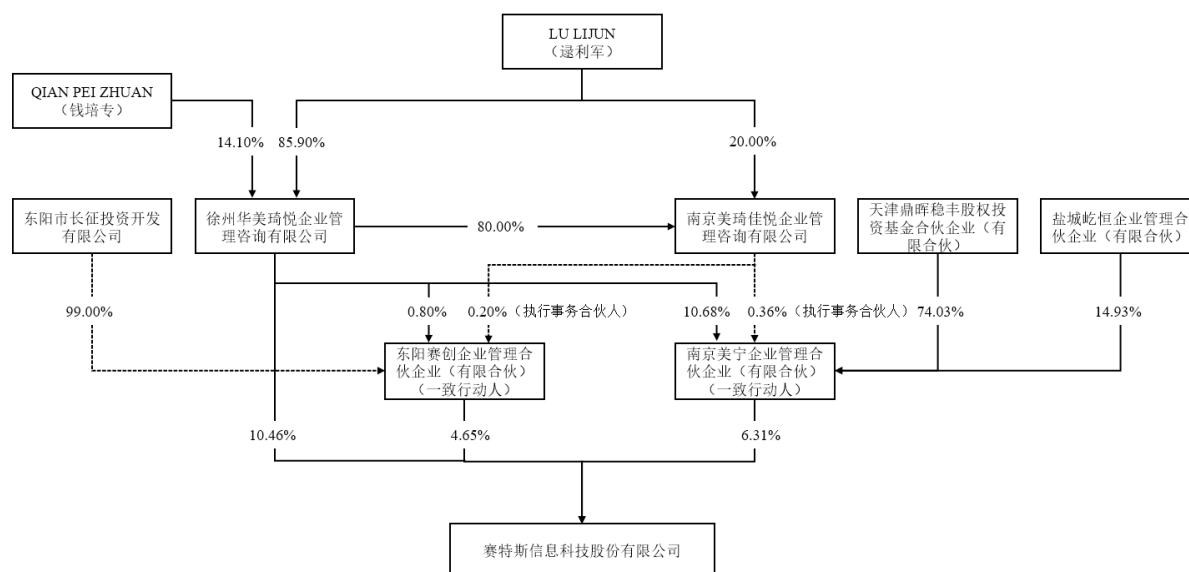 LU LIJUN
（逯利军）
QIAN PEI ZHUAN
（钱培专）
14.10%
85.90%
20.00%
东阳市长征投资开发
有限公司
徐州华美琦悦企业管
理咨询有限公司
80.00%
南京美琦佳悦企业管
理咨询有限公司
天津鼎晖稳丰股权投
资基金合伙企业（有
限合伙）
盐城屹恒企业管理合
伙企业（有限合伙）
99.00%
0.80%
0.20%（执行事务合伙人）
10.68%
0.36%（执行事务合伙人）
74.03%
14.93%
东阳赛创企业管理合
伙企业（有限合伙）
（一致行动人）
南京美宁企业管理合
伙企业（有限合伙）
（一致行动人）
10.46%
4.65%
6.31%
赛特斯信息科技股份有限公司